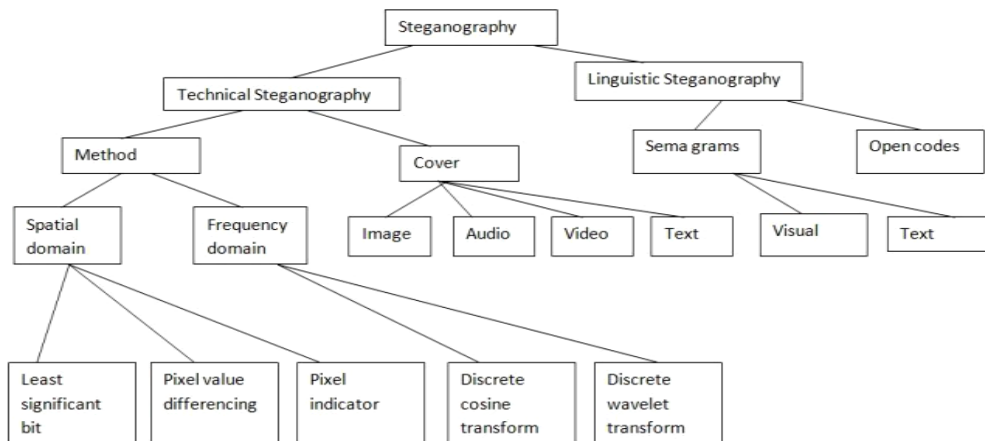 Steganography
Technical Steganography
Linguistic Steganography
Method
Cover
Sema grams
Open codes
Spatial
domain
Frequency
domain
Image
Audio
Video
Text
Visual
Text
Least
significant
bit
Pixel value
differencing
Pixel
indicator
Discrete
cosine
transform
Discrete
wavelet
transform